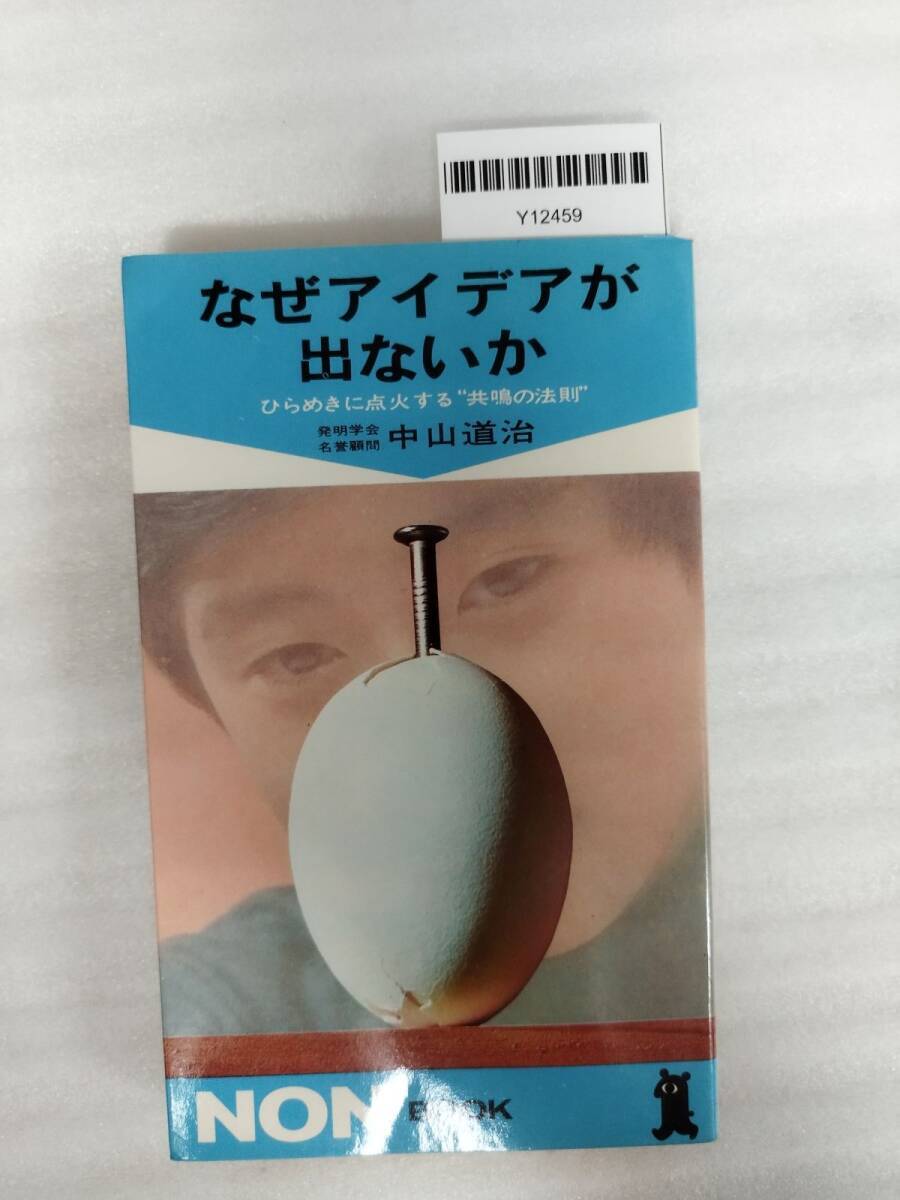 Y12459
なぜアイデアが
出ないか
ひらめきに点火する“共鳴の法則”
発明学会
名誉顧問 中山道治
NON BOOK